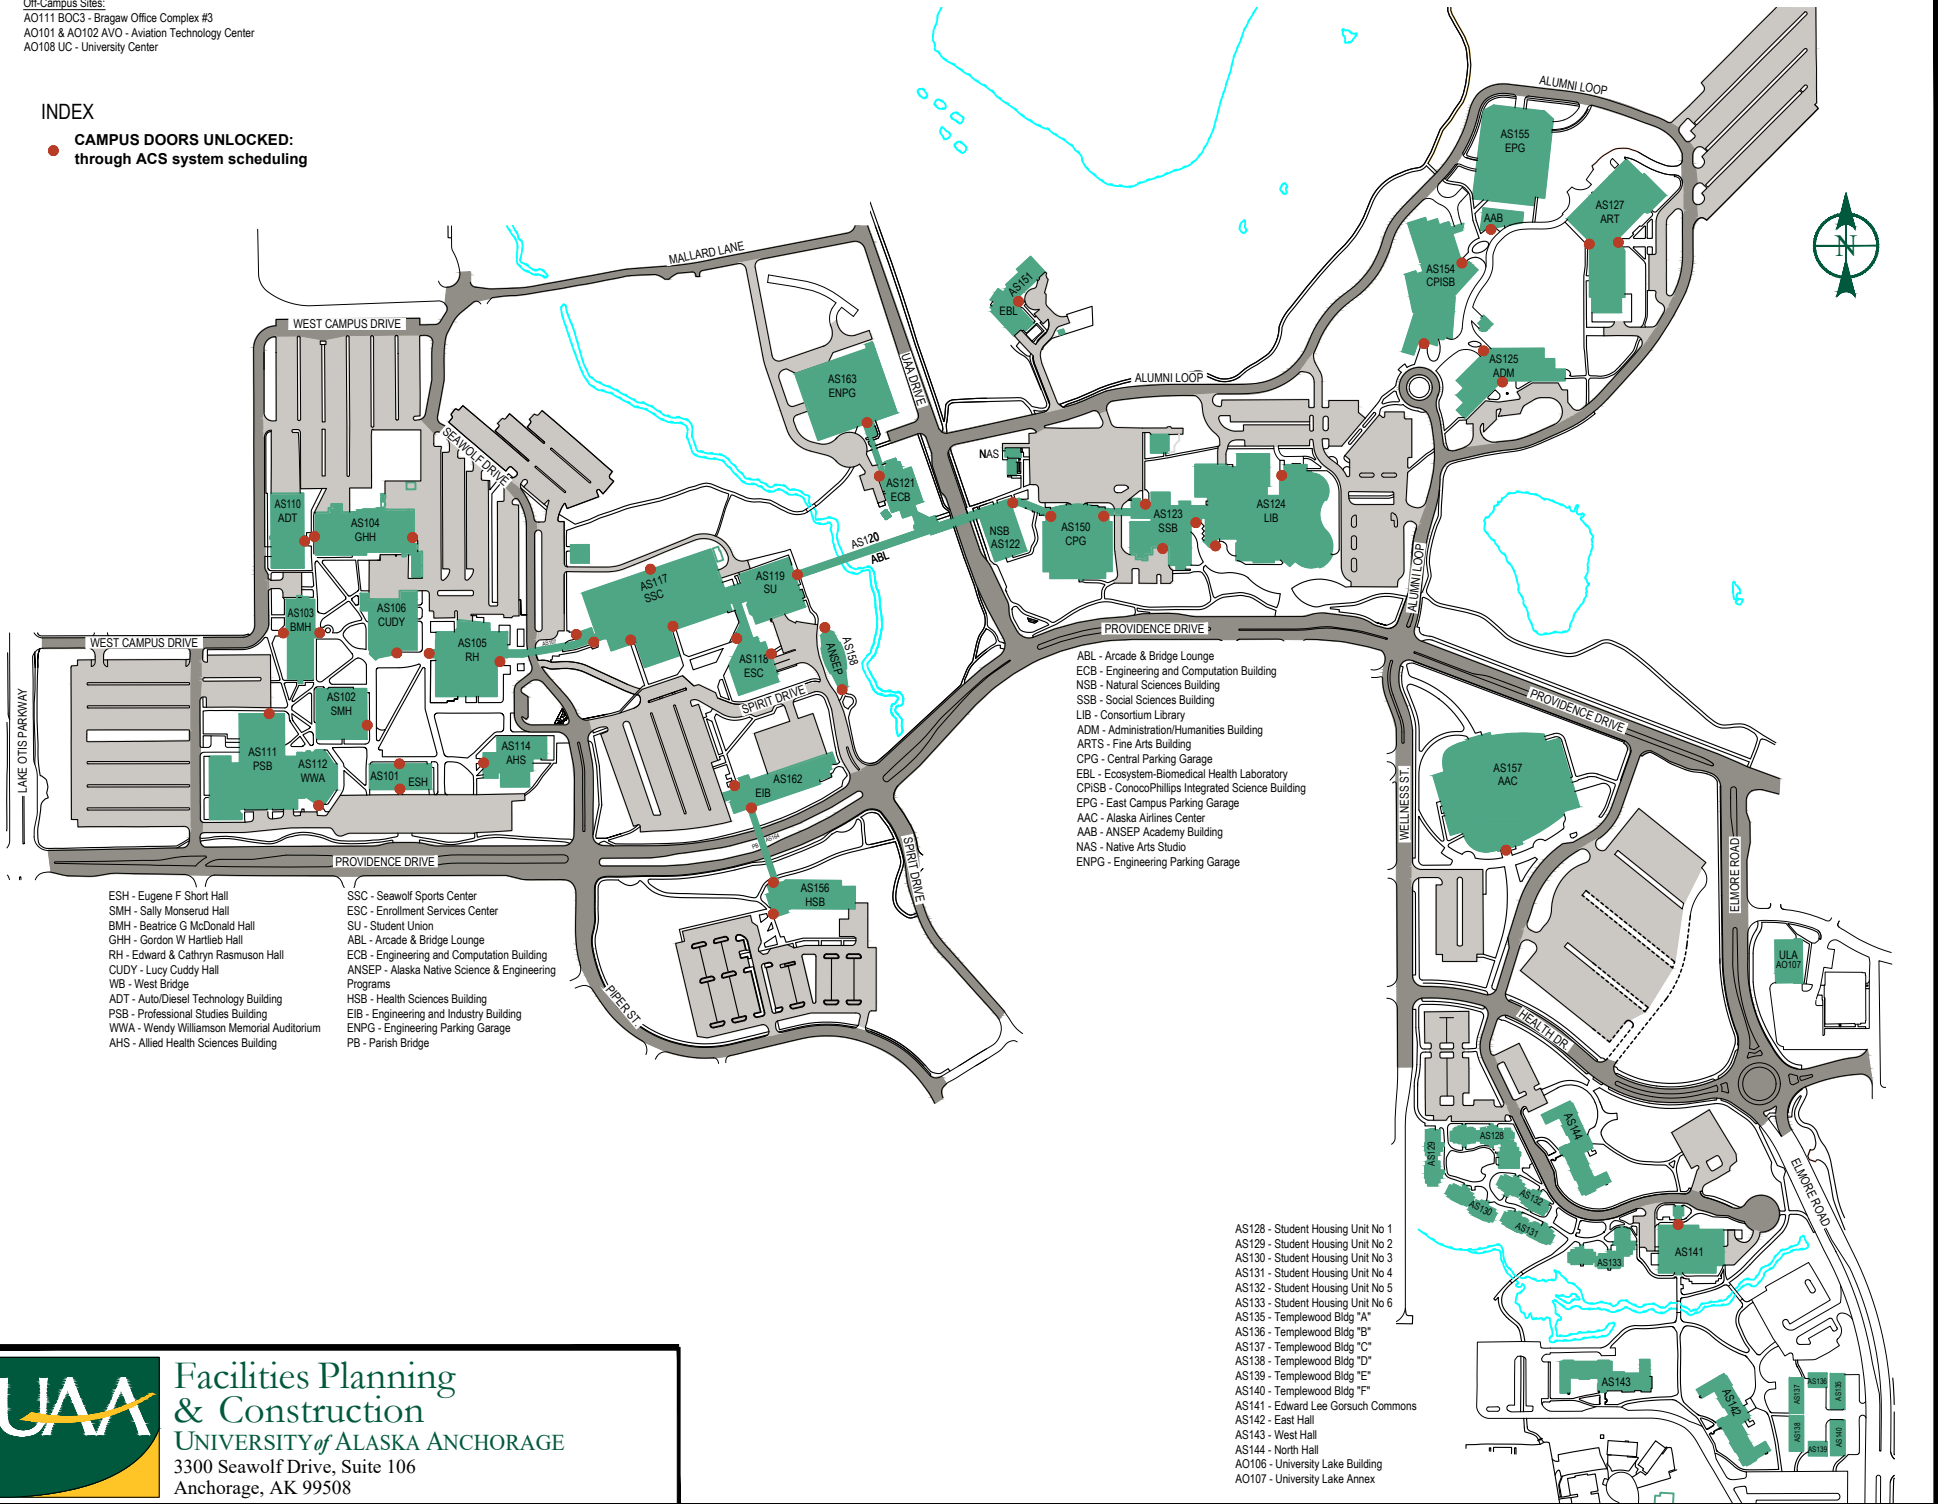 Off-Campus Sites:
AO111 BOC3 - Bragaw Office Complex #3
AO101 & AO102 AVO - Aviation Technology Center
AO108 UC - University Center
INDEX
CAMPUS DOORS UNLOCKED:
through ACS system scheduling
ALUMNI LOOP
AS155
EPG
AS127
ART
AAB
N
AS154
CPISB
MALLARD LANE
AS151
EBL
WEST CAMPUS DRIVE
UAA DRIVE
AS163
ENPG
ALUMNI LOOP
AS125
ADM
SEAWOLF DRIVE
NAS
AS121
ECB
AS110
ADT
AS104
GHH
AS124
LIB
AS123
SSB
AS150
CPG
NSB
AS122
AS120
ABL
AS117
SSC
AS119
SU
ALUMNI LOOP
AS103
BMH
AS106
CUDY
AS105
RH
WEST CAMPUS DRIVE
PROVIDENCE DRIVE
AS118
ESC
AS158
ANSEP
SPIRIT DRIVE
PROVIDENCE DRIVE
LAKE OTIS PARKWAY
AS102
SMH
AS111
PSB
AS112
WWA
AS101
ESH
AS114
AHS
AS162
EIB
AS164
PB
WELLNESS ST.
AS157
AAC
PROVIDENCE DRIVE
SPIRIT DRIVE
ELMORE ROAD
AS156
HSB
ULA
AO107
PIPER ST.
HEALTH DR.
ABL - Arcade & Bridge Lounge
ECB - Engineering and Computation Building
NSB - Natural Sciences Building
SSB - Social Sciences Building
LIB - Consortium Library
ADM - Administration/Humanities Building
ARTS - Fine Arts Building
CPG - Central Parking Garage
EBL - Ecosystem-Biomedical Health Laboratory
CPiSB - ConocoPhillips Integrated Science Building
EPG - East Campus Parking Garage
AAC - Alaska Airlines Center
AAB - ANSEP Academy Building
NAS - Native Arts Studio
ENPG - Engineering Parking Garage
ESH - Eugene F Short Hall
SMH - Sally Monserud Hall
BMH - Beatrice G McDonald Hall
GHH - Gordon W Hartlieb Hall
RH - Edward & Cathryn Rasmuson Hall
CUDY - Lucy Cuddy Hall
WB - West Bridge
ADT - Auto/Diesel Technology Building
PSB - Professional Studies Building
WWA - Wendy Williamson Memorial Auditorium
AHS - Allied Health Sciences Building
SSC - Seawolf Sports Center
ESC - Enrollment Services Center
SU - Student Union
ABL - Arcade & Bridge Lounge
ECB - Engineering and Computation Building
ANSEP - Alaska Native Science & Engineering
Programs
HSB - Health Sciences Building
EIB - Engineering and Industry Building
ENPG - Engineering Parking Garage
PB - Parish Bridge
AS144
AS128
AS129
AS132
AS130
AS131
AS133
AS141
ELMORE ROAD
AS143
AS142
AS137
AS136
AS135
AS138
AS139
AS140
AS128 - Student Housing Unit No 1
AS129 - Student Housing Unit No 2
AS130 - Student Housing Unit No 3
AS131 - Student Housing Unit No 4
AS132 - Student Housing Unit No 5
AS133 - Student Housing Unit No 6
AS135 - Templewood Bldg "A"
AS136 - Templewood Bldg "B"
AS137 - Templewood Bldg "C"
AS138 - Templewood Bldg "D"
AS139 - Templewood Bldg "E"
AS140 - Templewood Bldg "F"
AS141 - Edward Lee Gorsuch Commons
AS142 - East Hall
AS143 - West Hall
AS144 - North Hall
AO106 - University Lake Building
AO107 - University Lake Annex
UAA
Facilities Planning
& Construction
UNIVERSITY of ALASKA ANCHORAGE
3300 Seawolf Drive, Suite 106
Anchorage, AK 99508